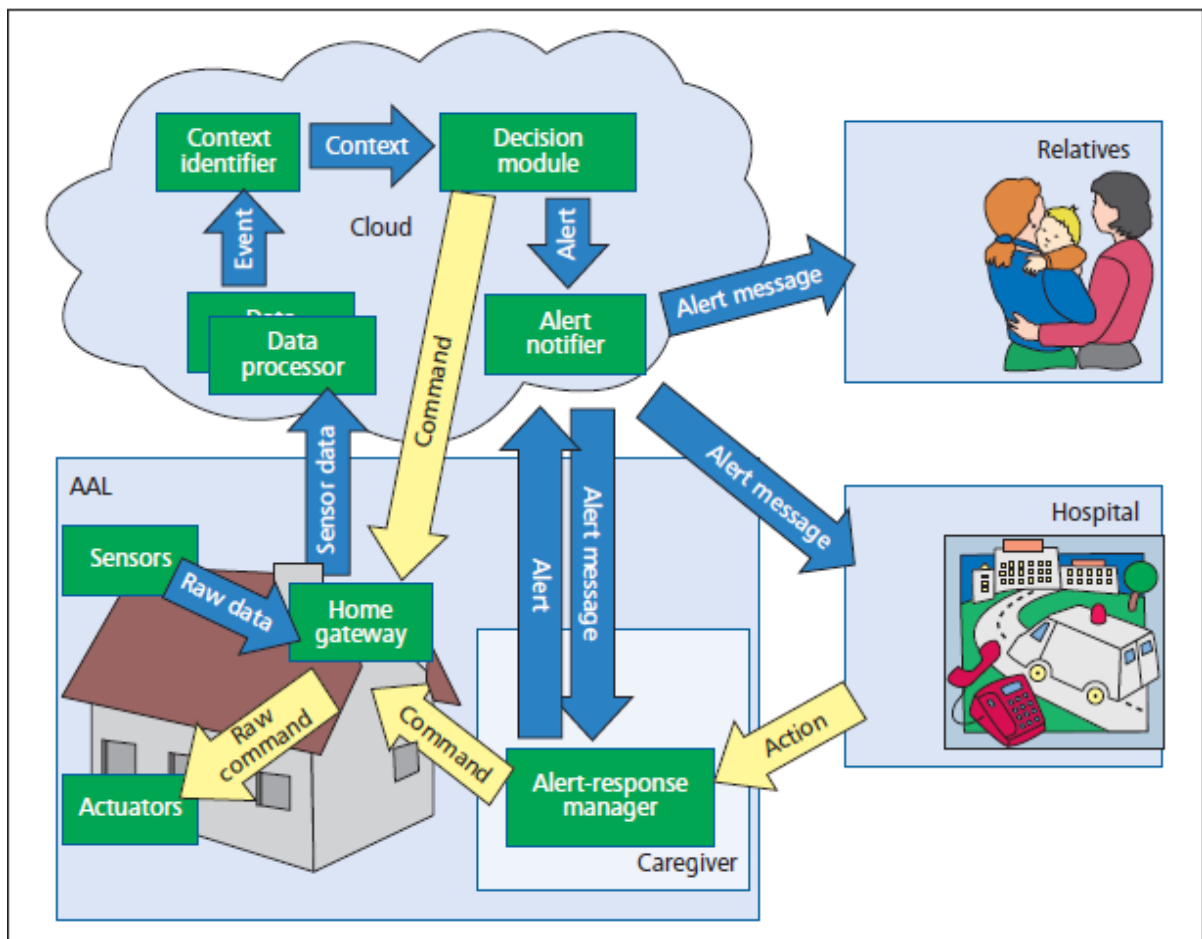 Context
identifier
Context
Decision
module
Relatives
Cloud
Event
Alert
Alert message
Data
Data
processor
Alert
notifier
Command
Sensor data
AAL
Alert message
Hospital
Sensors
Raw data
Home
gateway
Alert
Alert message
Raw
command
Command
Action
Actuators
Alert-response
manager
Caregiver